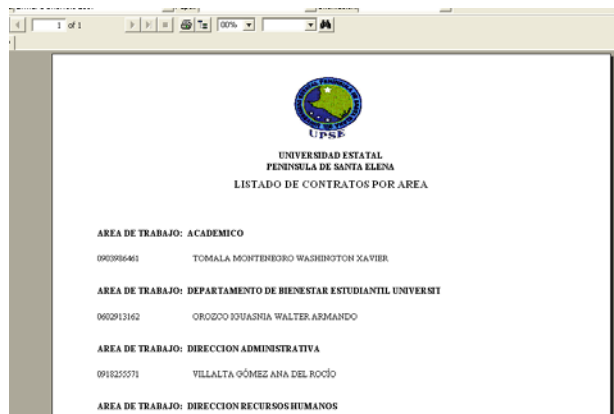 1 of 1
00%
UPSE
UNIVERSIDAD ESTATAL
PENINSULA DE SANTA ELENA
LISTADO DE CONTRATOS POR AREA
AREA DE TRABAJO: ACADEMICO
0903986461 TOMALA MONTENEGRO WASHINGTON XAVIER
AREA DE TRABAJO: DEPARTAMENTO DE BIENESTAR ESTUDIANTIL UNIVERSIT
0602913162 OROZCO IGUASNIA WALTER ARMANDO
AREA DE TRABAJO: DIRECCION ADMINISTRATIVA
0918255571 VILLALTA GÓMEZ ANA DEL ROCÍO
AREA DE TRABAJO: DIRECCION RECURSOS HUMANOS